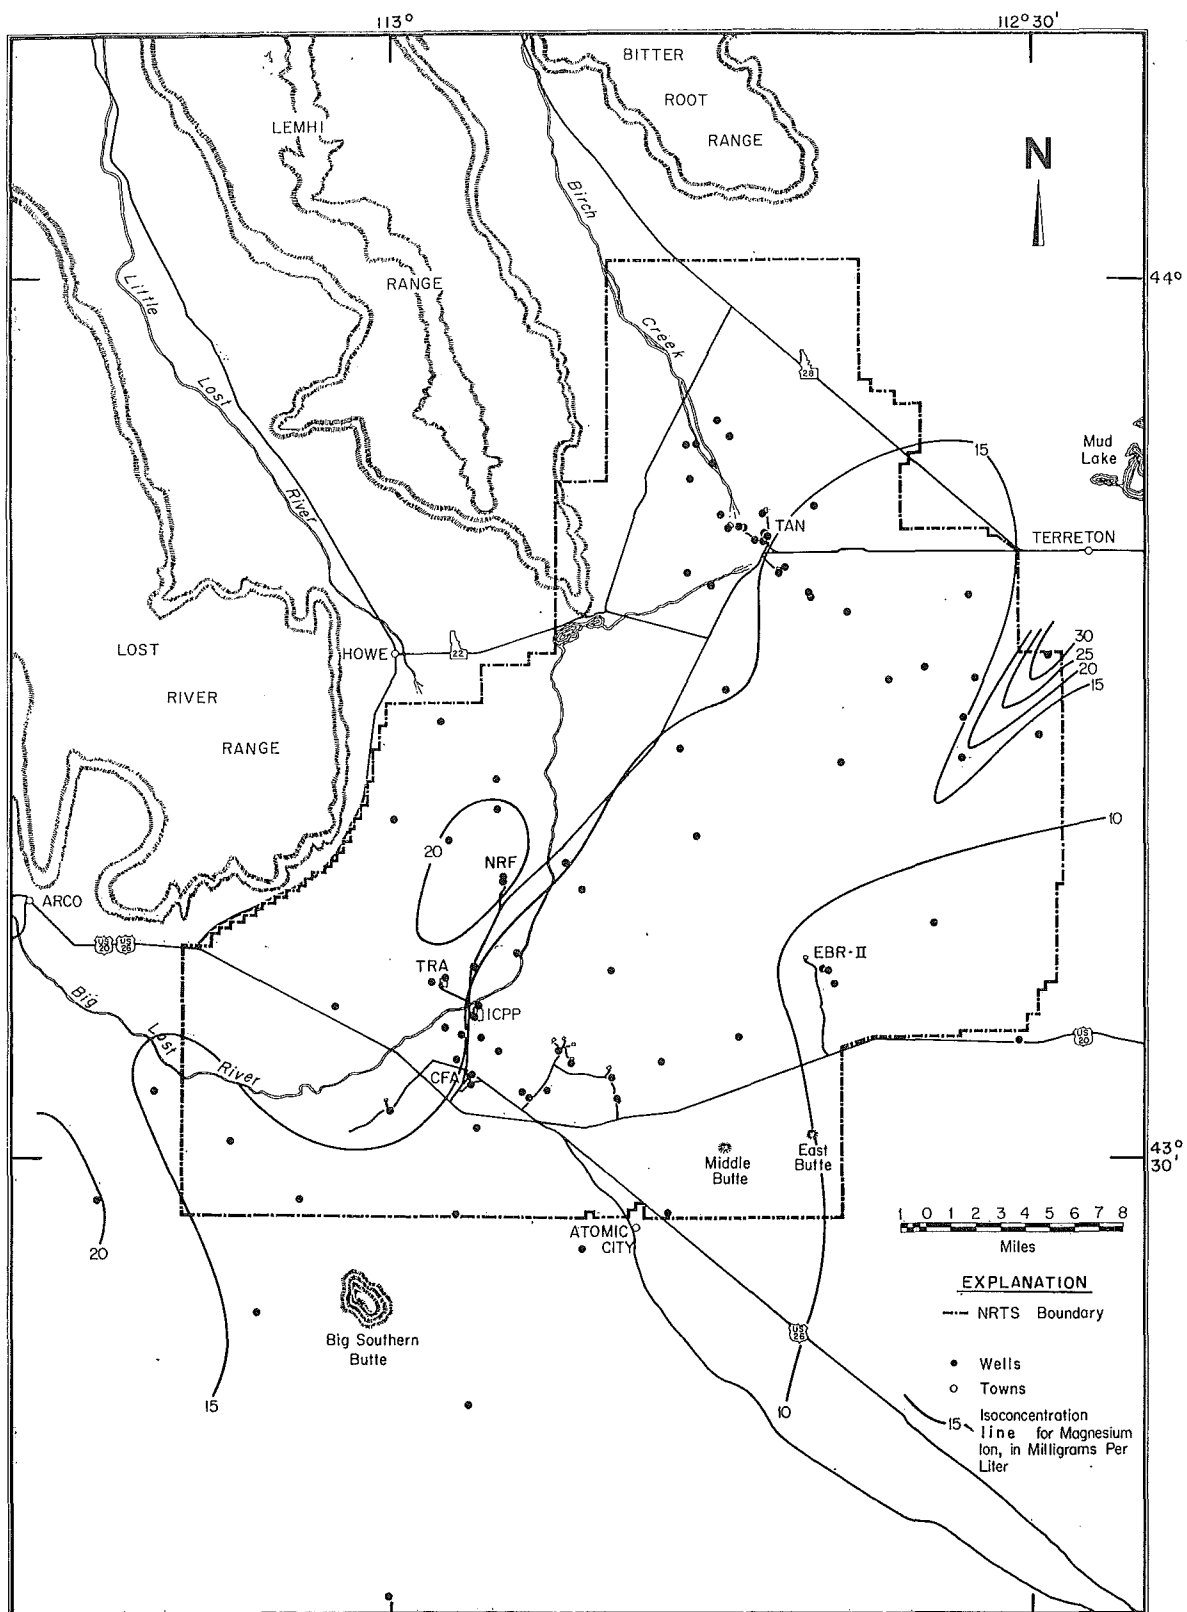 113°
112° 30'
BITTER
ROOT
RANGE
LEMHI
RANGE
N
Birch
Creek
44°
Little
Lost
River
28
15
Mud
Lake
TAN
TERRETON
LOST
RIVER
RANGE
HOWE
22
30
25
20
15
10
20
NRF
ARCO
US
20
US
26
TRA
ICPP
EBR-II
US
20
Big
Lost
River
CFA
43°
30'
Middle
Butte
East
Butte
20
ATOMIC
CITY
1 0 1 2 3 4 5 6 7 8
Miles
EXPLANATION
NRTS Boundary
Wells
Towns
15
Isoconcentration
line for Magnesium
Ion, in Milligrams Per
Liter
Big Southern
Butte
US
26
15
10